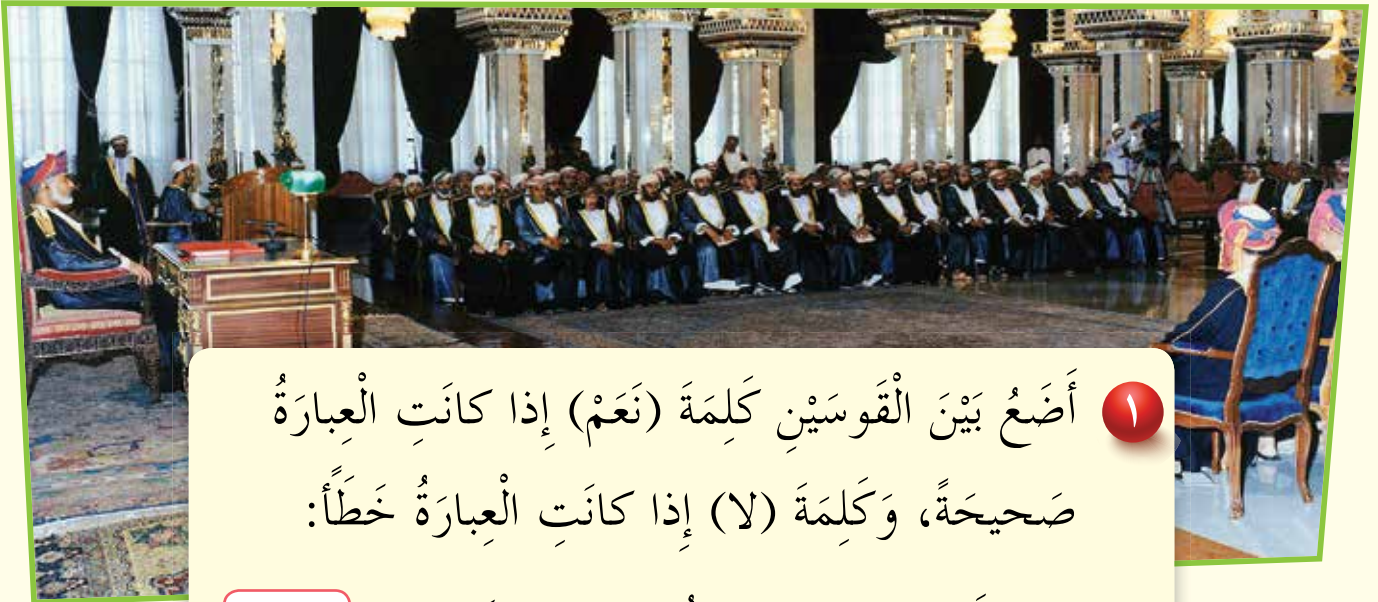 ١ أَضَعُ بَيْنَ الْقَوسَيْنِ كَلِمَةَ (نَعَمْ) إِذا كانَتِ الْعِبارَةُ
صَحيحَةً، وَكَلِمَةَ (لا) إِذا كانَتِ الْعِبارَةُ خَطَأً: